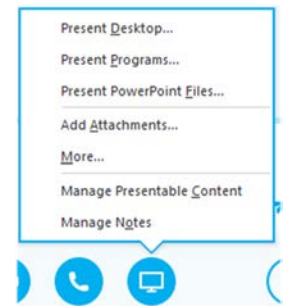 Present Desktop...
Present Programs...
Present PowerPoint Files...
Add Attachments...
More...
Manage Presentable Content
Manage Notes